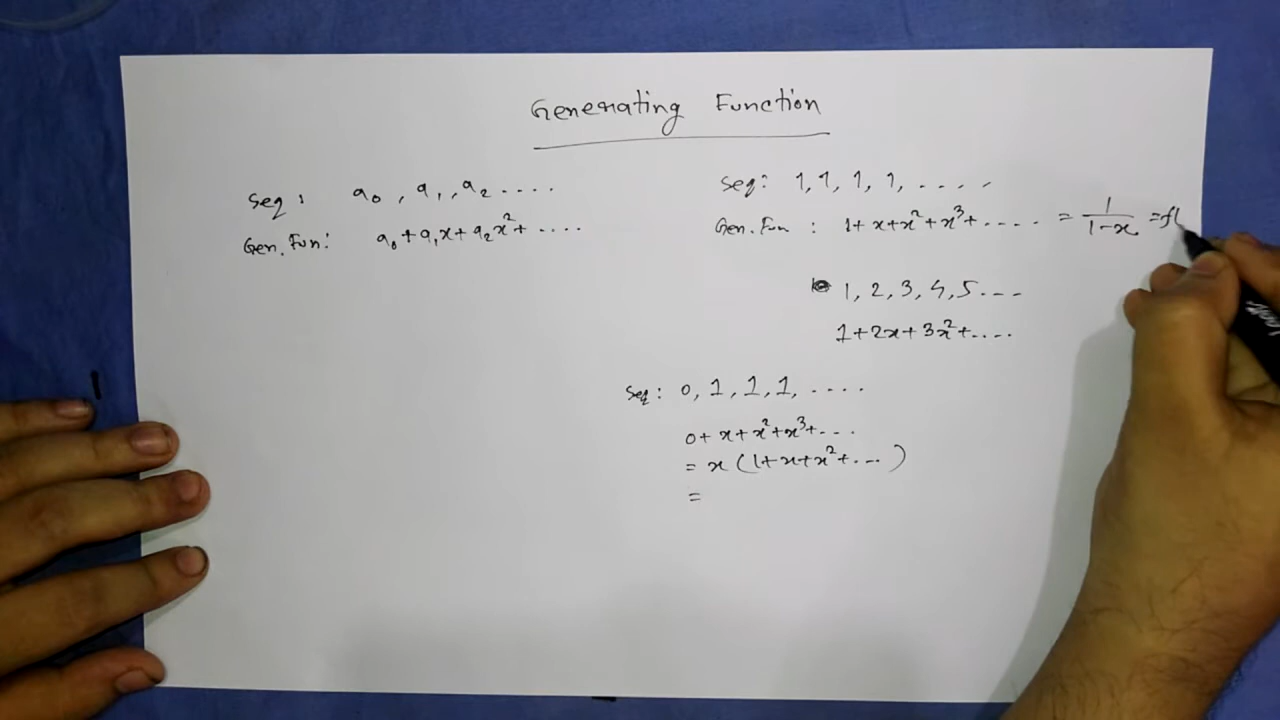 Generating Function
Seq : a₀, a₁, a₂ ....
Gen. Fun : a₀ + a₁x + a₂x² + ....
Seq : 1, 1, 1, 1, .....
Gen. Fun : 1 + x + x² + x³ + .... = 1/(1-x) = f(
1, 2, 3, 4, 5...
1 + 2x + 3x² + ....
Seq : 0, 1, 1, 1, ....
0 + x + x² + x³ + ...
= x (1 + x + x² + ...)
=